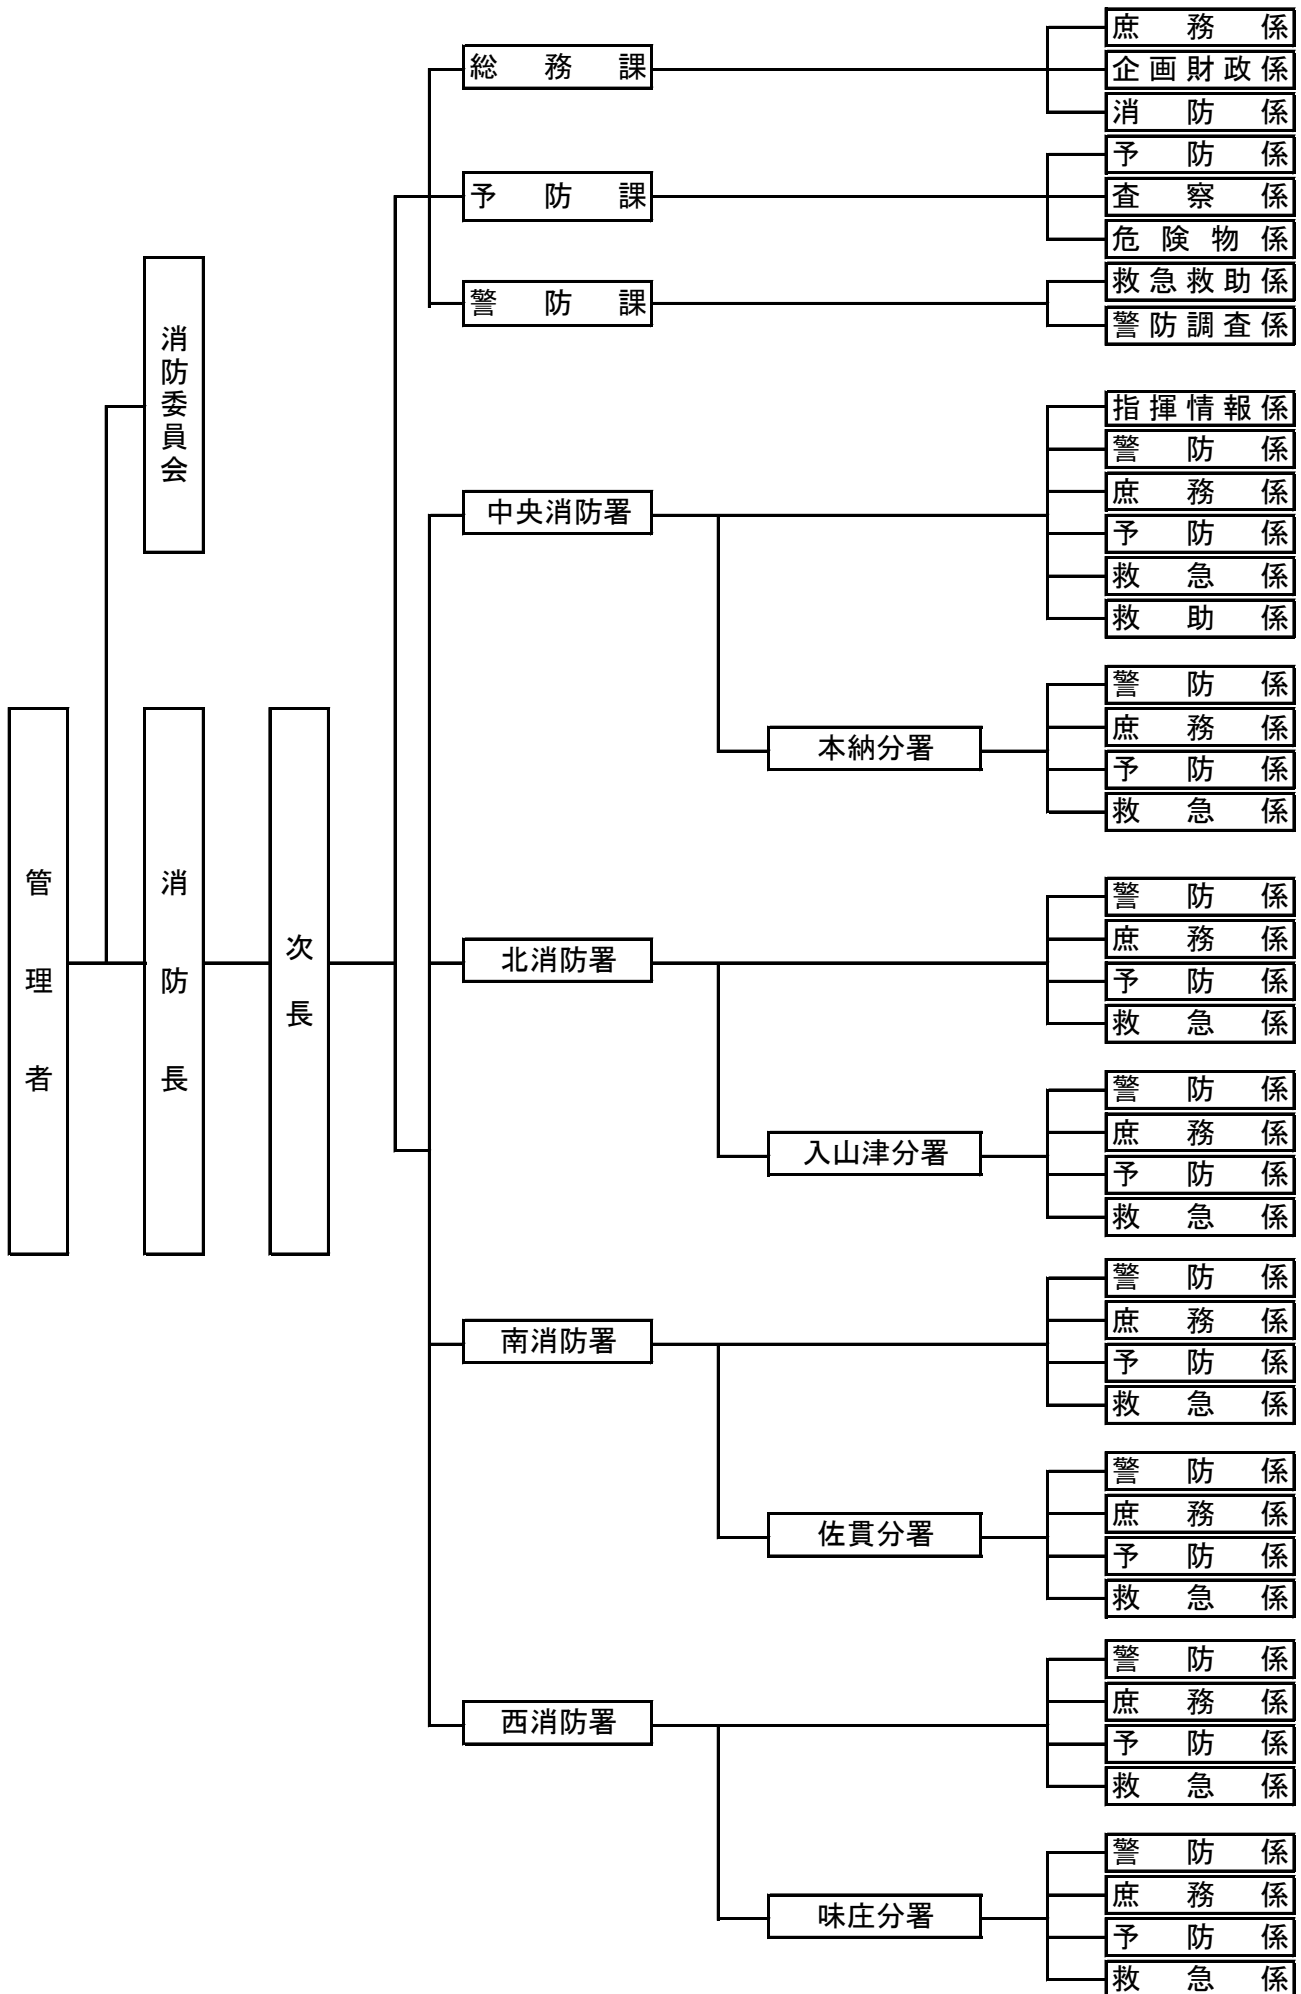 管理者
消防委員会
消防長
次長
総務課
庶務係
企画財政係
消防係
予防課
予防係
査察係
危険物係
警防課
救急救助係
警防調査係
中央消防署
指揮情報係
警防係
庶務係
予防係
救急係
救助係
本納分署
警防係
庶務係
予防係
救急係
北消防署
警防係
庶務係
予防係
救急係
入山津分署
警防係
庶務係
予防係
救急係
南消防署
警防係
庶務係
予防係
救急係
佐貫分署
警防係
庶務係
予防係
救急係
西消防署
警防係
庶務係
予防係
救急係
味庄分署
警防係
庶務係
予防係
救急係